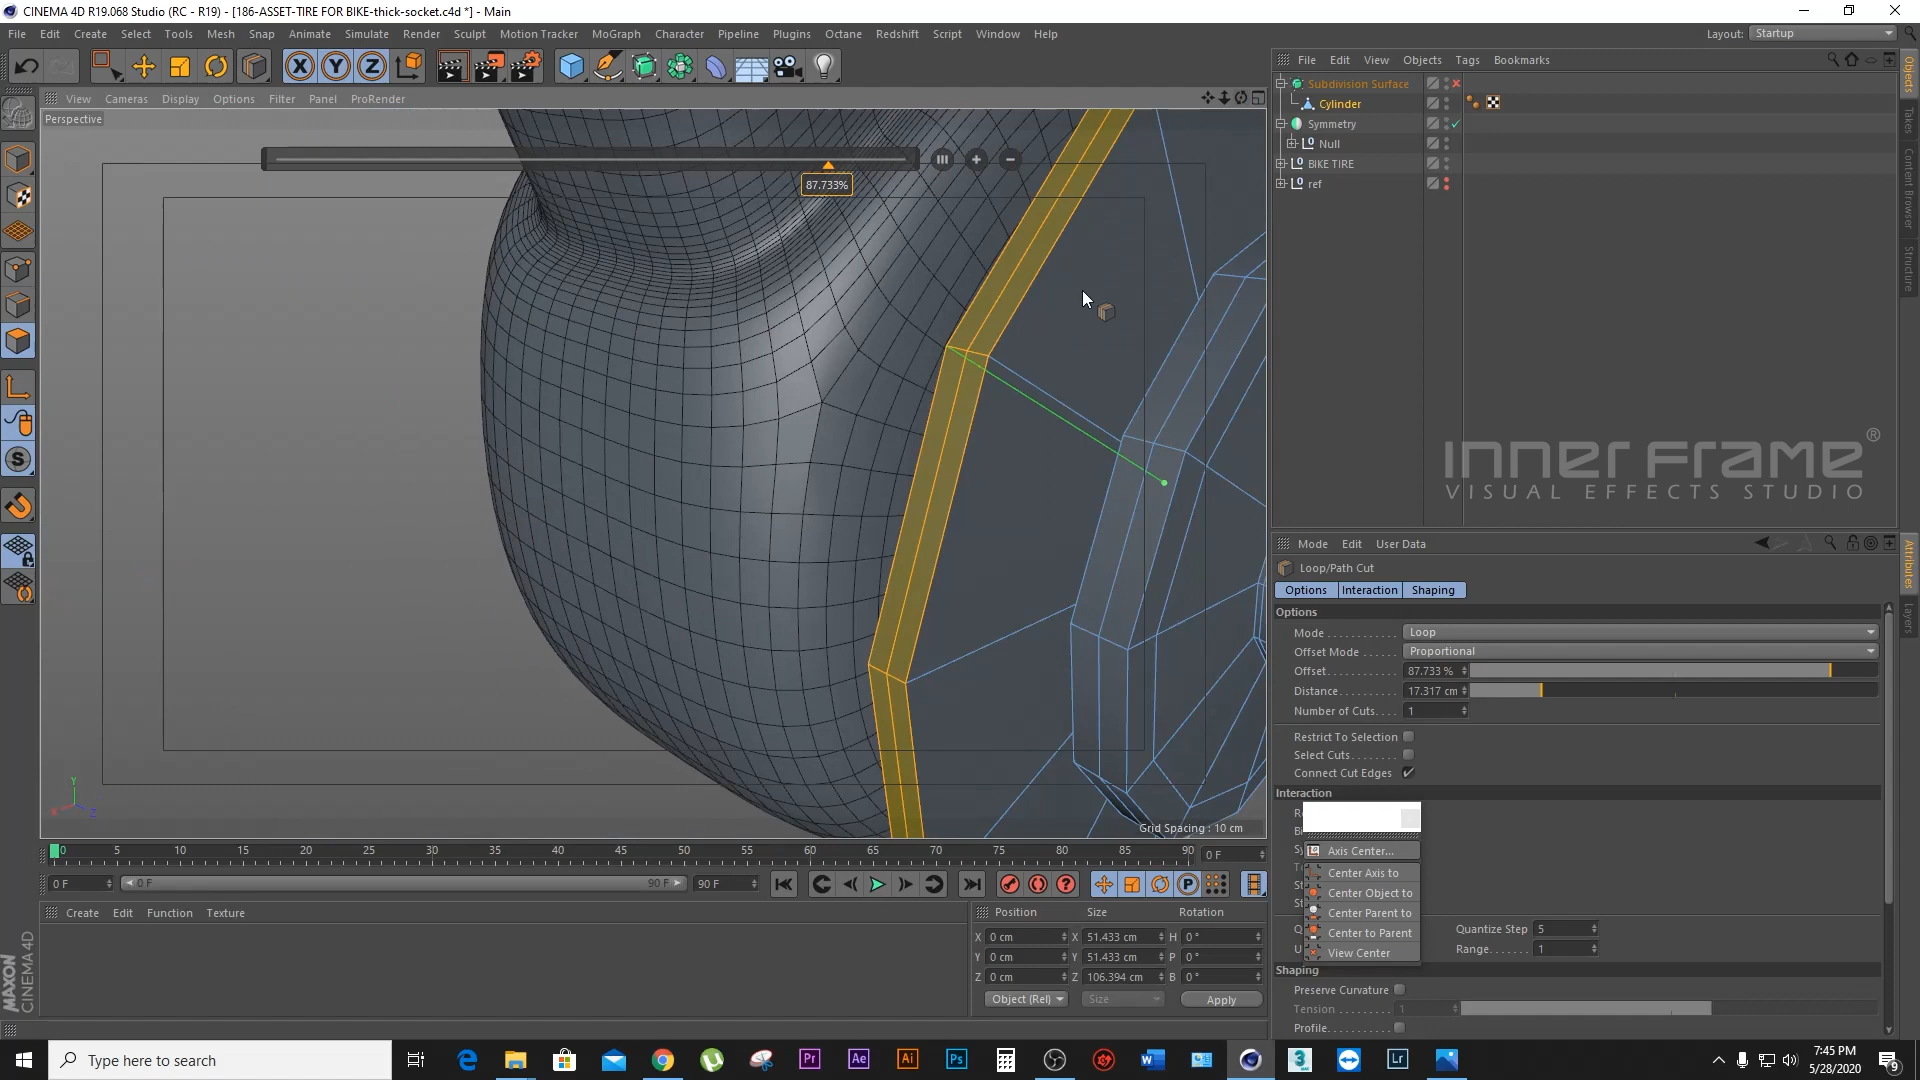 CINEMA 4D R19.068 Studio (RC - R19) - [186-ASSET-TIRE FOR BIKE-thick-socket.c4d *] - Main
File Edit Create Select Tools Mesh Snap Animate Simulate Render Sculpt Motion Tracker MoGraph Character Pipeline Plugins Octane Redshift Script Window Help
Layout: Startup
View Cameras Display Options Filter Panel ProRender
Perspective
87.733%
Grid Spacing : 10 cm
File Edit View Objects Tags Bookmarks
Subdivision Surface
Cylinder
Symmetry
Null
BIKE TIRE
ref
Objects
Takes
Content Browser
Structure
INNER FRAME ®
VISUAL EFFECTS STUDIO
Mode Edit User Data
Attributes
Layers
Loop/Path Cut
Options Interaction Shaping
Options
Mode Loop
Offset Mode Proportional
Offset 87.733 %
Distance 17.317 cm
Number of Cuts 1
Restrict To Selection
Select Cuts
Connect Cut Edges
Interaction
Axis Center...
Center Axis to
Center Object to
Center Parent to
Center to Parent
View Center
Quantize Step 5
Range 1
Shaping
Preserve Curvature
Tension 1
Profile
0 5 10 15 20 25 30 35 40 45 50 55 60 65 70 75 80 85 90 0 F
0 F 0 F 90 F 90 F
Create Edit Function Texture
Position Size Rotation
X 0 cm X 51.433 cm H 0 °
Y 0 cm Y 51.433 cm P 0 °
Z 0 cm Z 106.394 cm B 0 °
Object (Rel) Size Apply
MAXON
CINEMA 4D
Type here to search
7:45 PM
5/28/2020